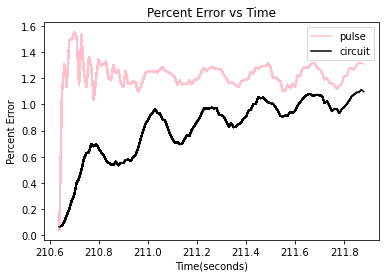 Percent Error vs Time
pulse
circuit
Percent Error
1.6
1.4
1.2
1.0
0.8
0.6
0.4
0.2
0.0
210.6 210.8 211.0 211.2 211.4 211.6 211.8
Time(seconds)